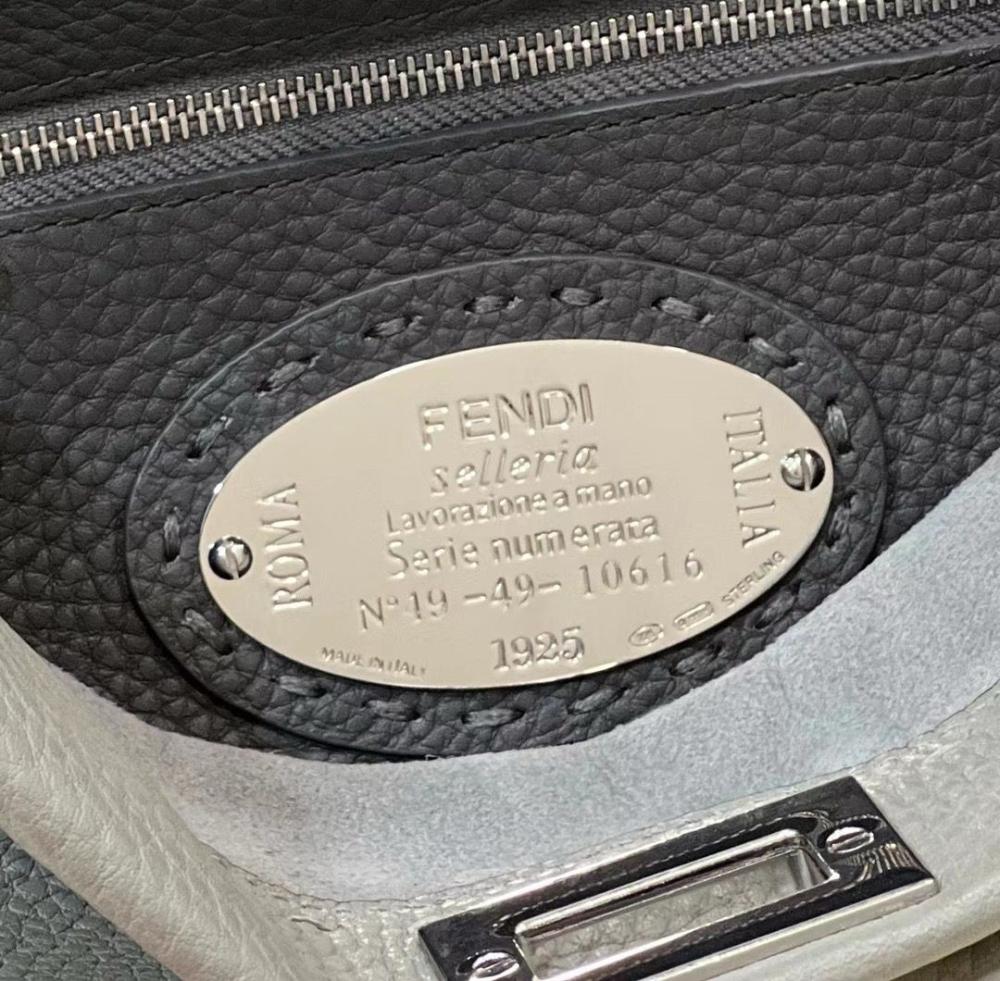 FENDI
selleria
Lavorazione a mano
Serie numerata
N° 19 -49- 10616
1925
ROMA
ITALIA
MADE IN ITALY
STERLING